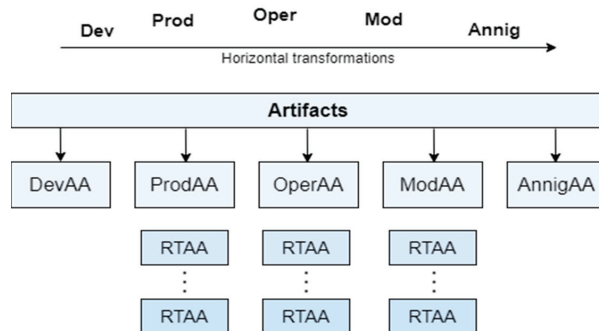 Dev Prod Oper Mod Annig
Horizontal transformations
Artifacts
DevAA ProdAA OperAA ModAA AnnigAA
RTAA RTAA RTAA
RTAA RTAA RTAA